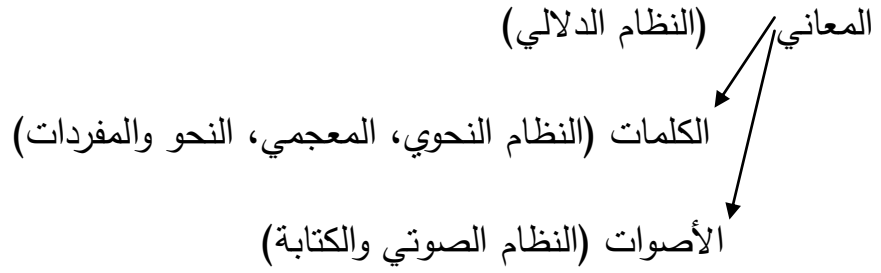 المعاني (النظام الدلالي)
الكلمات (النظام النحوي، المعجمي، النحو والمفردات)
الأصوات (النظام الصوتي والكتابة)